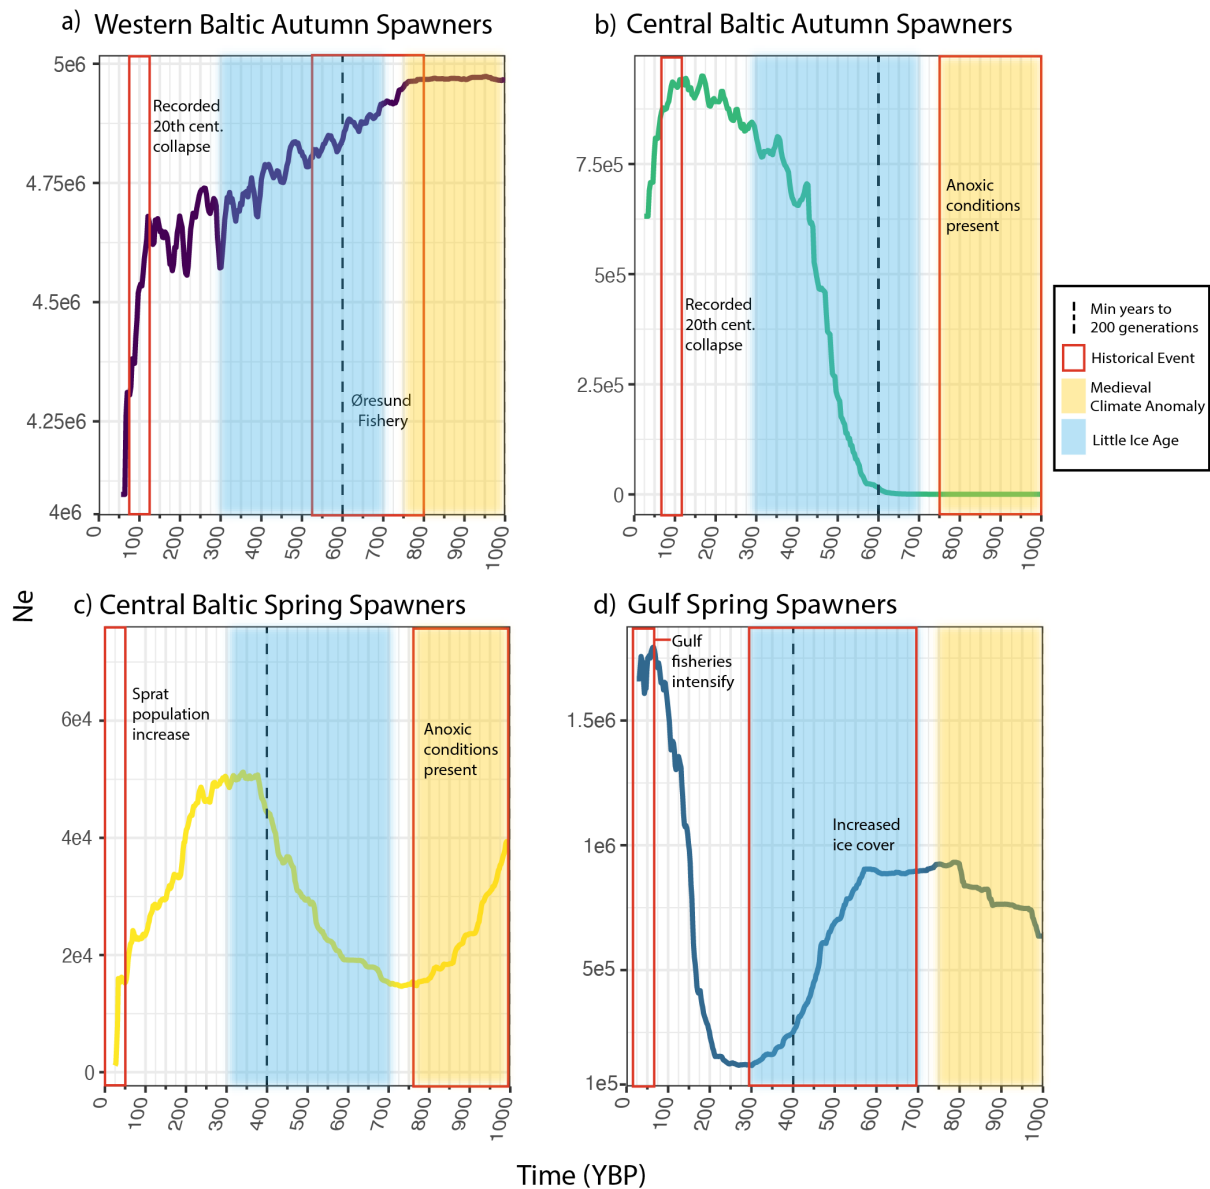 a) Western Baltic Autumn Spawners
5e6
4.75e6
4.5e6
4.25e6
4e6
Recorded
20th cent.
collapse
Øresund
Fishery
0
100
200
300
400
500
600
700
800
900
1000
b) Central Baltic Autumn Spawners
7.5e5
5e5
2.5e5
0
Recorded
20th cent.
collapse
Anoxic
conditions
present
0
100
200
300
400
500
600
700
800
900
1000
Min years to
200 generations
Historical Event
Medieval
Climate Anomaly
Little Ice Age
Ne
c) Central Baltic Spring Spawners
6e4
4e4
2e4
0
Sprat
population
increase
Anoxic
conditions
present
0
100
200
300
400
500
600
700
800
900
1000
d) Gulf Spring Spawners
1.5e6
1e6
5e5
1e5
Gulf
fisheries
intensify
Increased
ice cover
0
100
200
300
400
500
600
700
800
900
1000
Time (YBP)